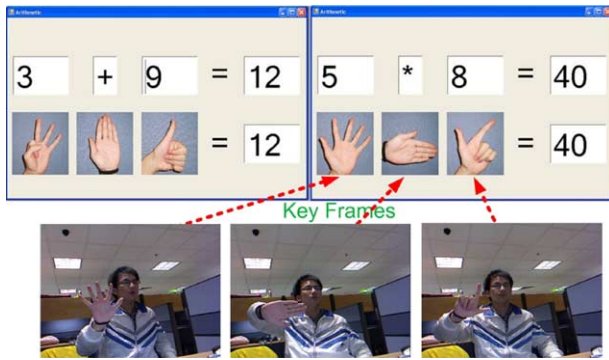 Arithmetic
3 + 9 = 12
= 12
Arithmetic
5 * 8 = 40
= 40
Key Frames